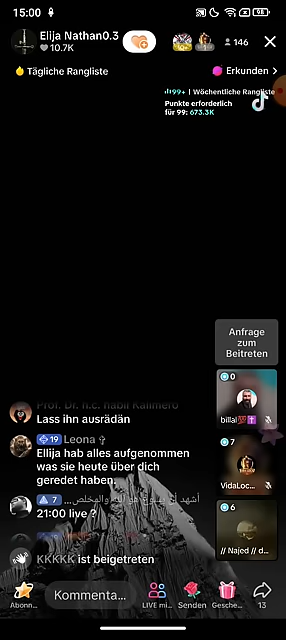 15:00
98
Elija Nathan0.3
10.7K
146
Tägliche Rangliste
Erkunden
99+ | Wöchentliche Rangliste
Punkte erforderlich
für 99: 673.3K
Anfrage
zum
Beitreten
0
billal
Prof. Dr. h.c. habil Kalimero
Lass ihn ausrädän
19 Leona
Ellija hab alles aufgenommen
was sie heute über dich
geredet haben.
7
VidaLoc...
7
21:00 live ?
6
// Najed // d...
KKKKK ist beigetreten
Abonn...
Kommenta...
LIVE mi...
Senden
Gesche...
13